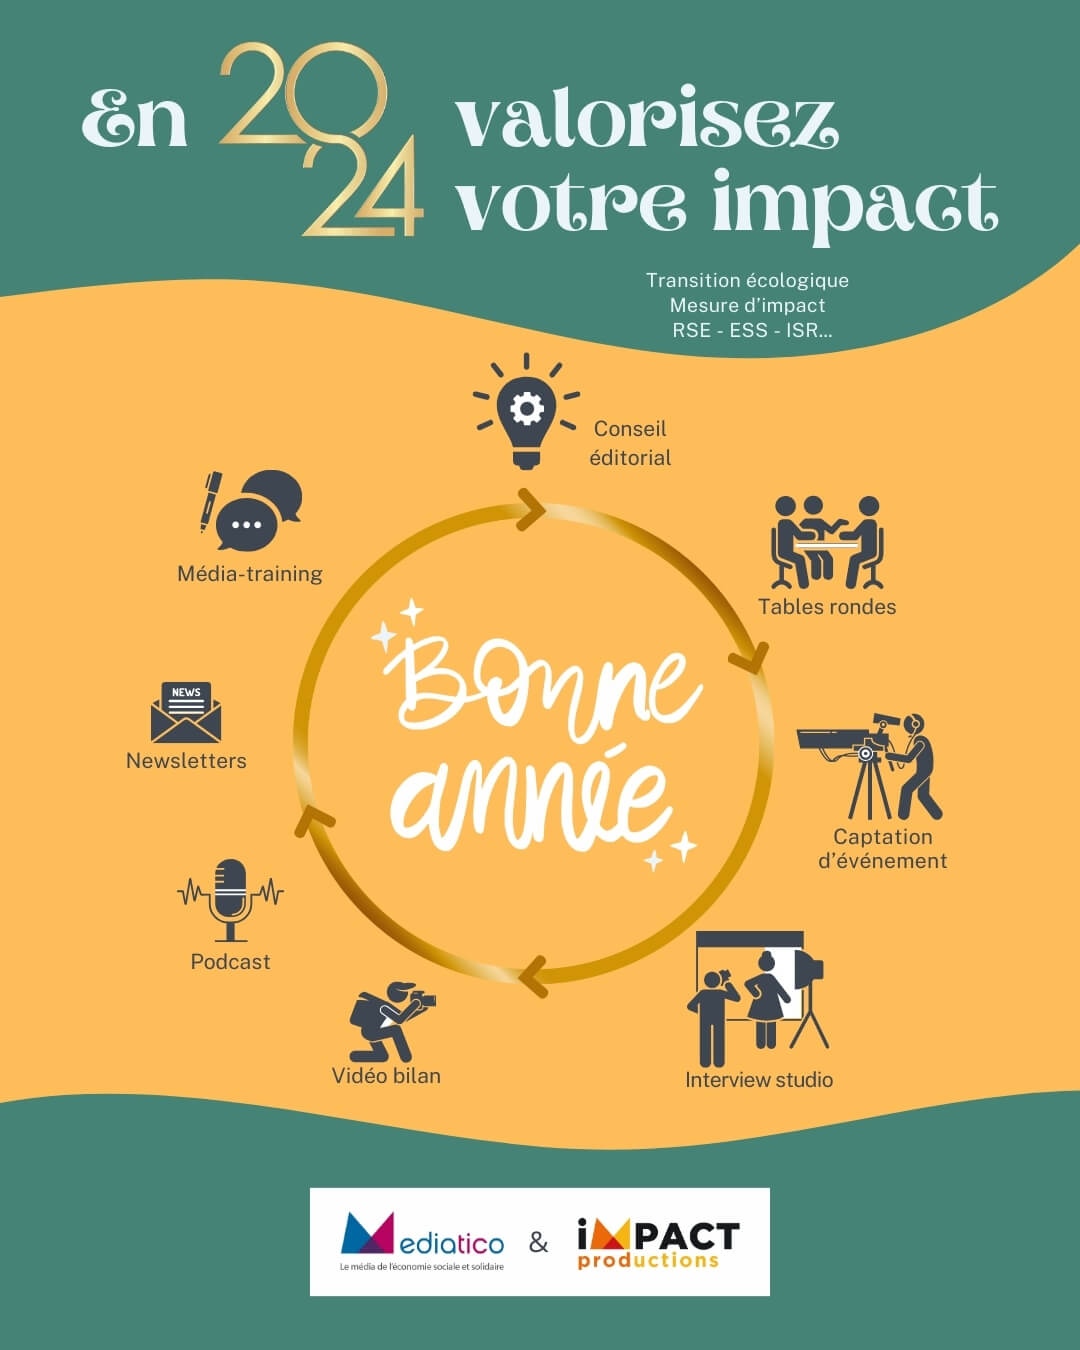 En 2024 valorisez
votre impact
Transition écologique
Mesure d'impact
RSE - ESS - ISR...
Conseil
éditorial
Tables rondes
Captation
d'événement
Interview studio
Vidéo bilan
Podcast
NEWS
Newsletters
Média-training
Bonne
année
Mediatico
Le média de l'économie sociale et solidaire
&
iMPACT
productions